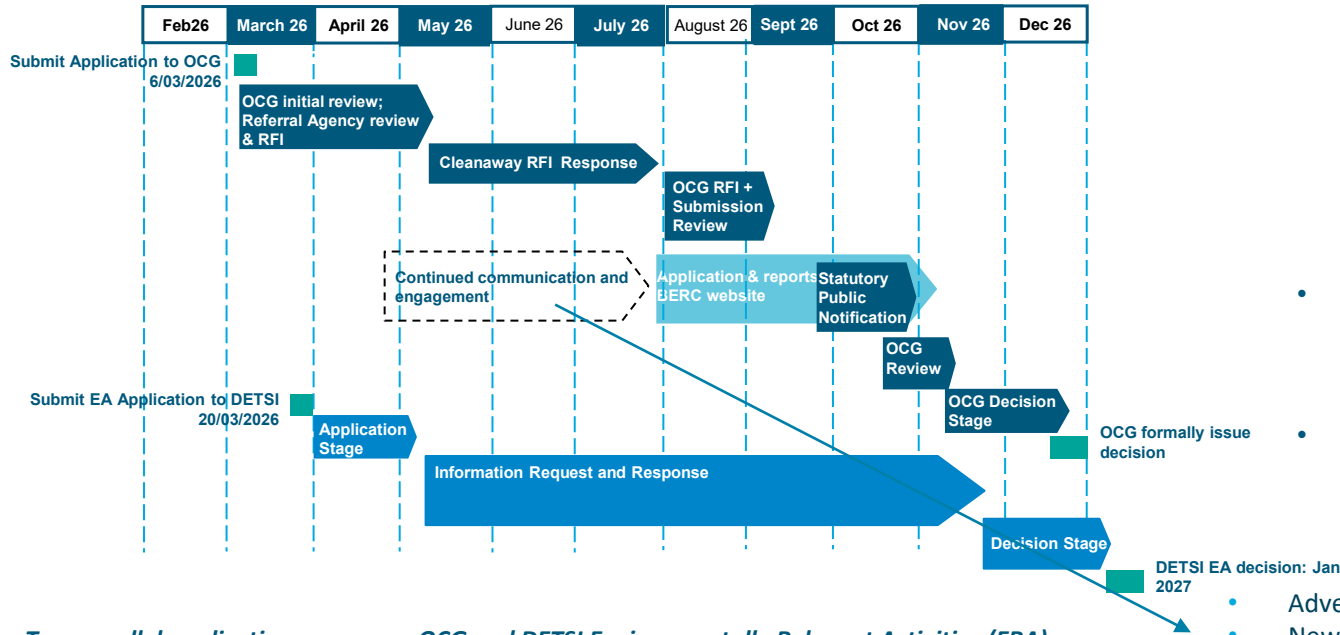 Feb26 March 26 April 26 May 26 June 26 July 26 August 26 Sept 26 Oct 26 Nov 26 Dec 26
Submit Application to OCG
6/03/2026
OCG initial review;
Referral Agency review
& RFI
Cleanaway RFI Response
OCG RFI +
Submission
Review
Continued communication and
engagement
Application & reports
BERC website
Statutory
Public
Notification
OCG
Review
Submit EA Application to DETSI
20/03/2026
Application
Stage
OCG Decision
Stage
OCG formally issue
decision
Information Request and Response
Decision Stage
DETSI EA decision: Jan
2027
• Adve